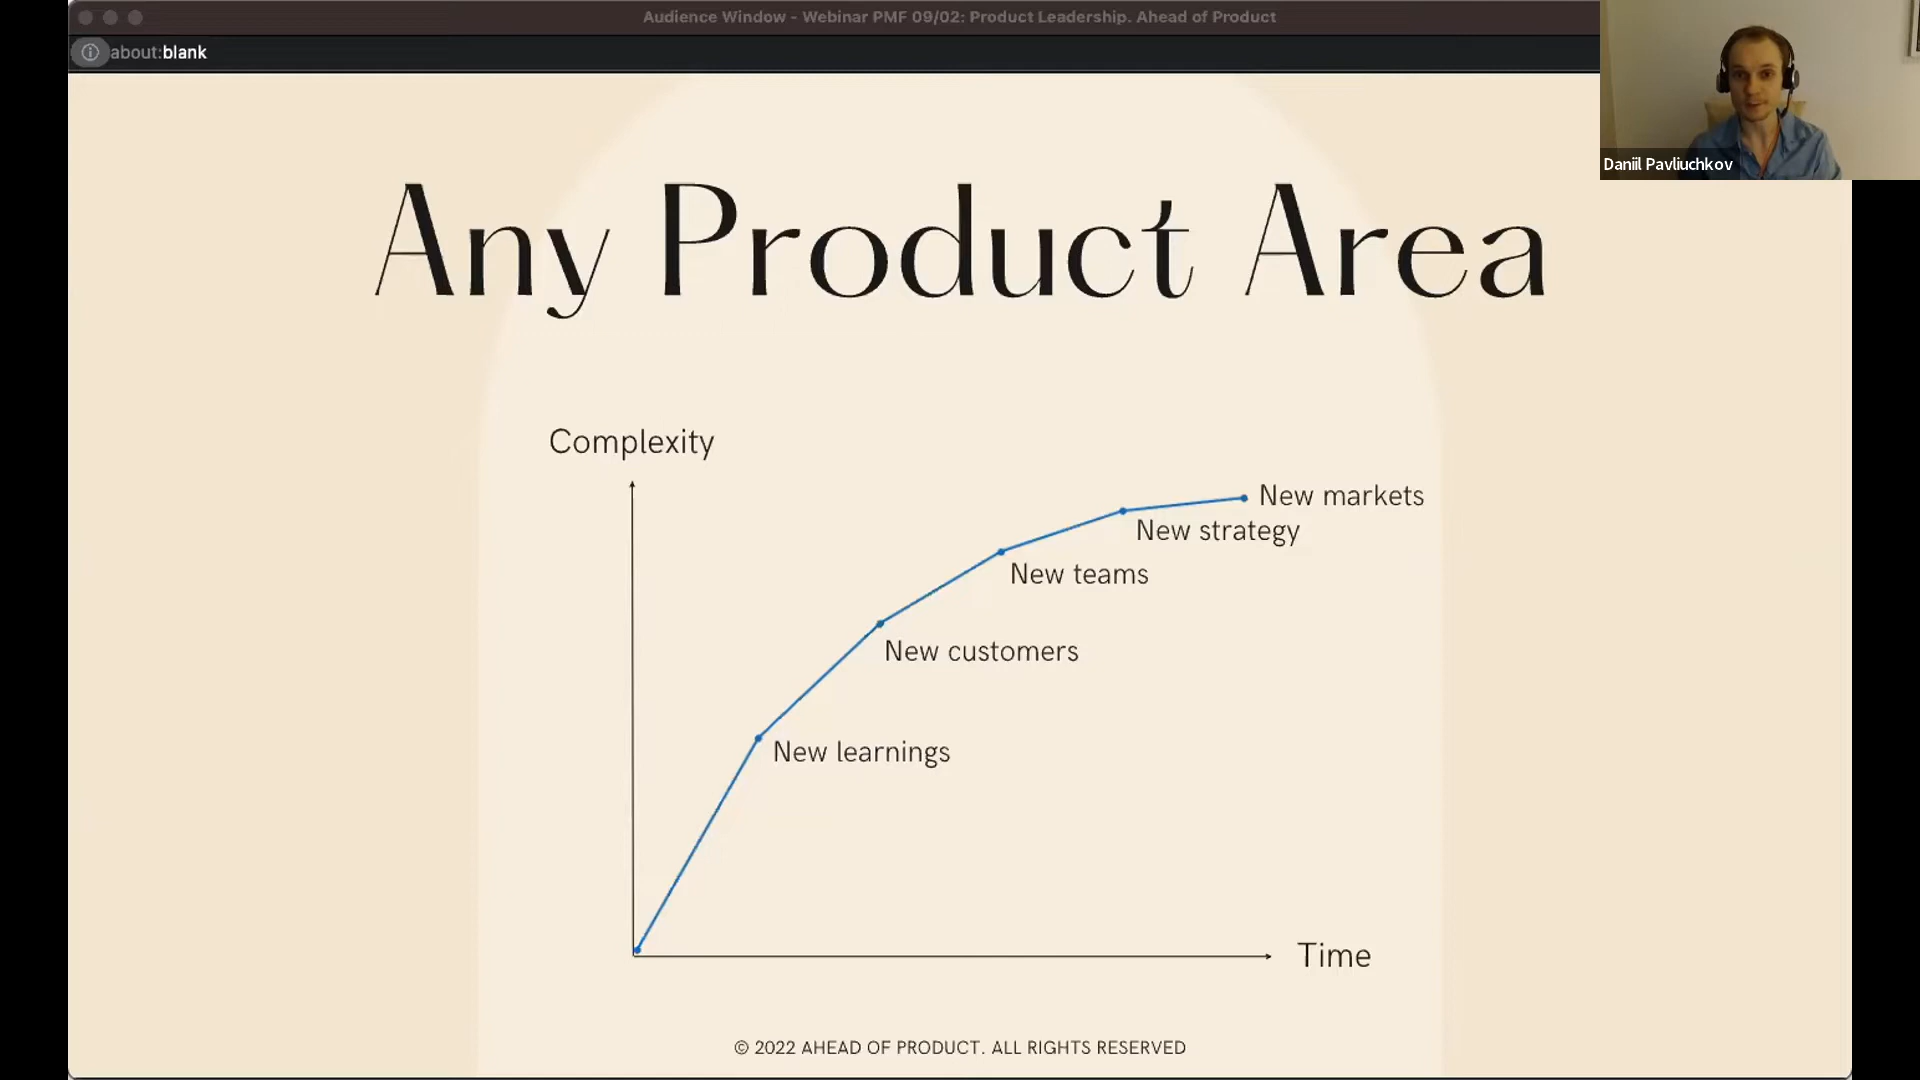 Audience Window - Webinar PMF 09/02: Product Leadership. Ahead of Product
about:blank
Daniil Pavliuchkov
Any Product Area
Complexity
New markets
New strategy
New teams
New customers
New learnings
Time
© 2022 AHEAD OF PRODUCT. ALL RIGHTS RESERVED